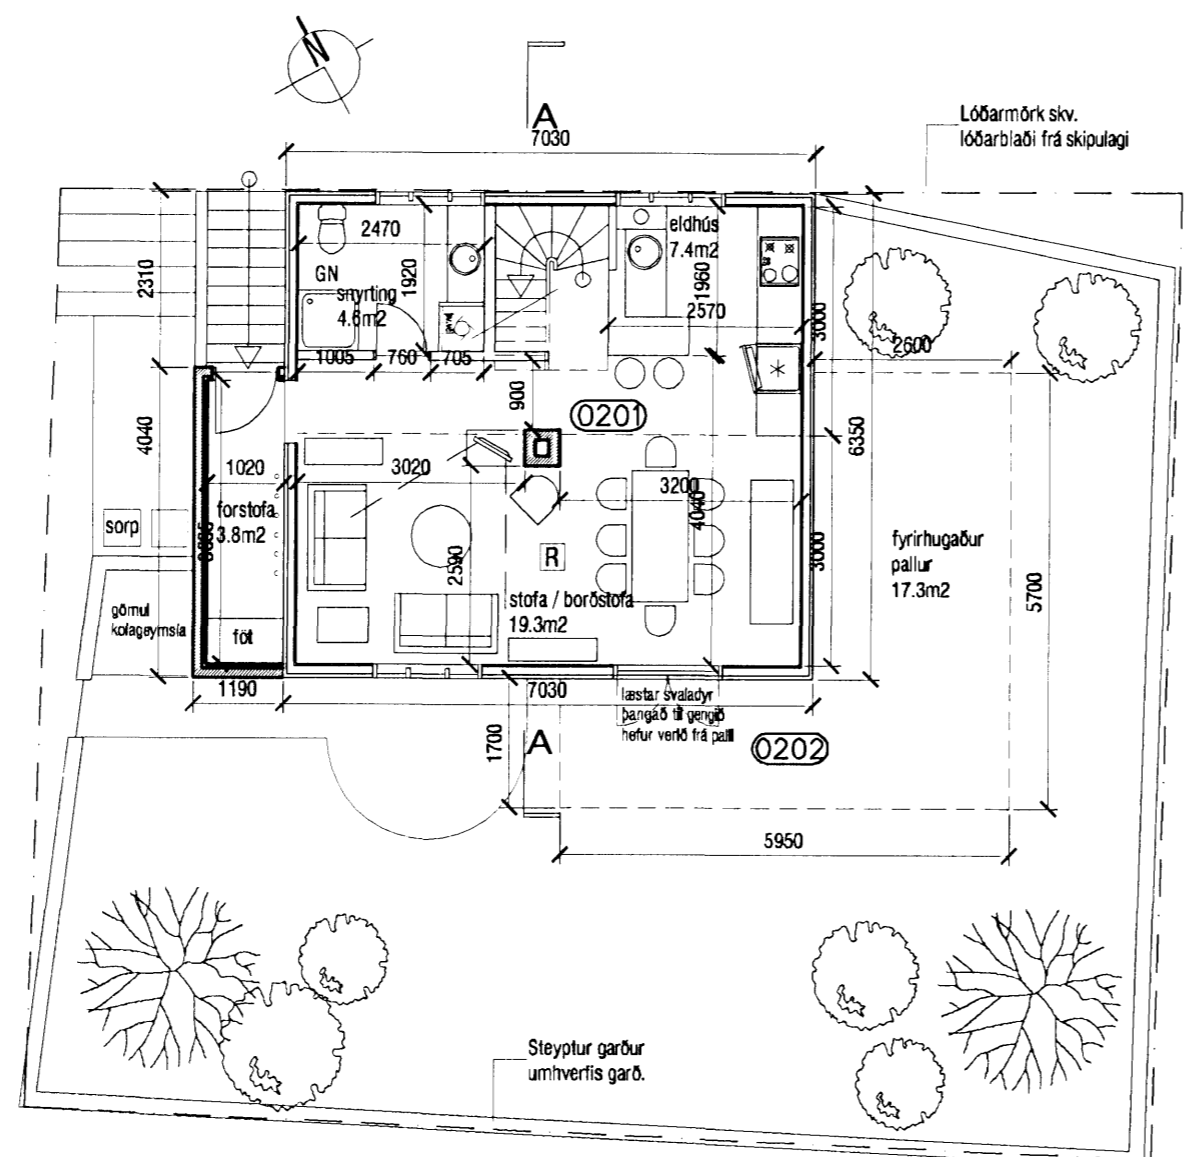 N
A
7030
Lóðarmörk skv.
lóðarblaði frá skipulagi
2310
2470
GN
snyrting
4.6m2
1920
1005
760
705
eldhús
7.4m2
1960
2570
3000
2600
900
0201
4040
6350
1020
3020
3200
4040
forstofa
3.8m2
sorp
2590
R
3000
fyrirhugaður
pallur
17.3m2
5700
stofa / borðstofa
19.3m2
gömul
kolageymsla
föt
1190
7030
læstar svaladyr
þangað til gengið
hefur verið frá palli
1700
A
0202
5950
Steyptur garður
umhverfis garð.